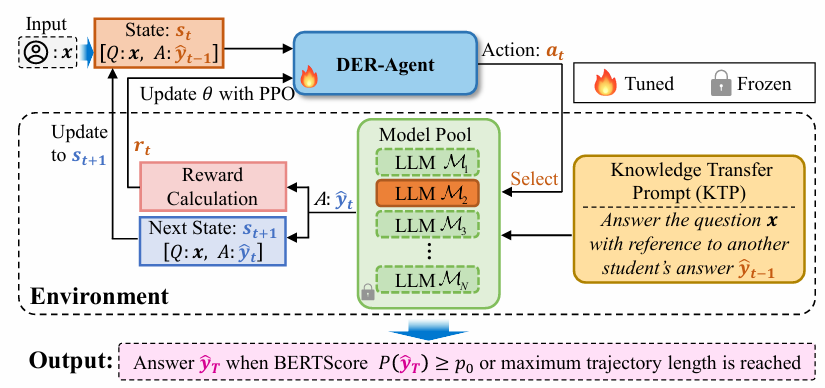 Input
: x
State: s_t
[Q: x, A: ŷ_{t-1}]
DER-Agent
Action: a_t
Tuned
Frozen
Update θ with PPO
Update
to s_{t+1}
r_t
Reward
Calculation
Next State: s_{t+1}
[Q: x, A: ŷ_t]
A: ŷ_t
Model Pool
LLM ℳ_1
LLM ℳ_2
LLM ℳ_3
⋮
LLM ℳ_N
Select
Knowledge Transfer
Prompt (KTP)
Answer the question x
with reference to another
student's answer ŷ_{t-1}
Environment
Output: Answer ŷ_T when BERTScore P(ŷ_T) ≥ p_0 or maximum trajectory length is reached